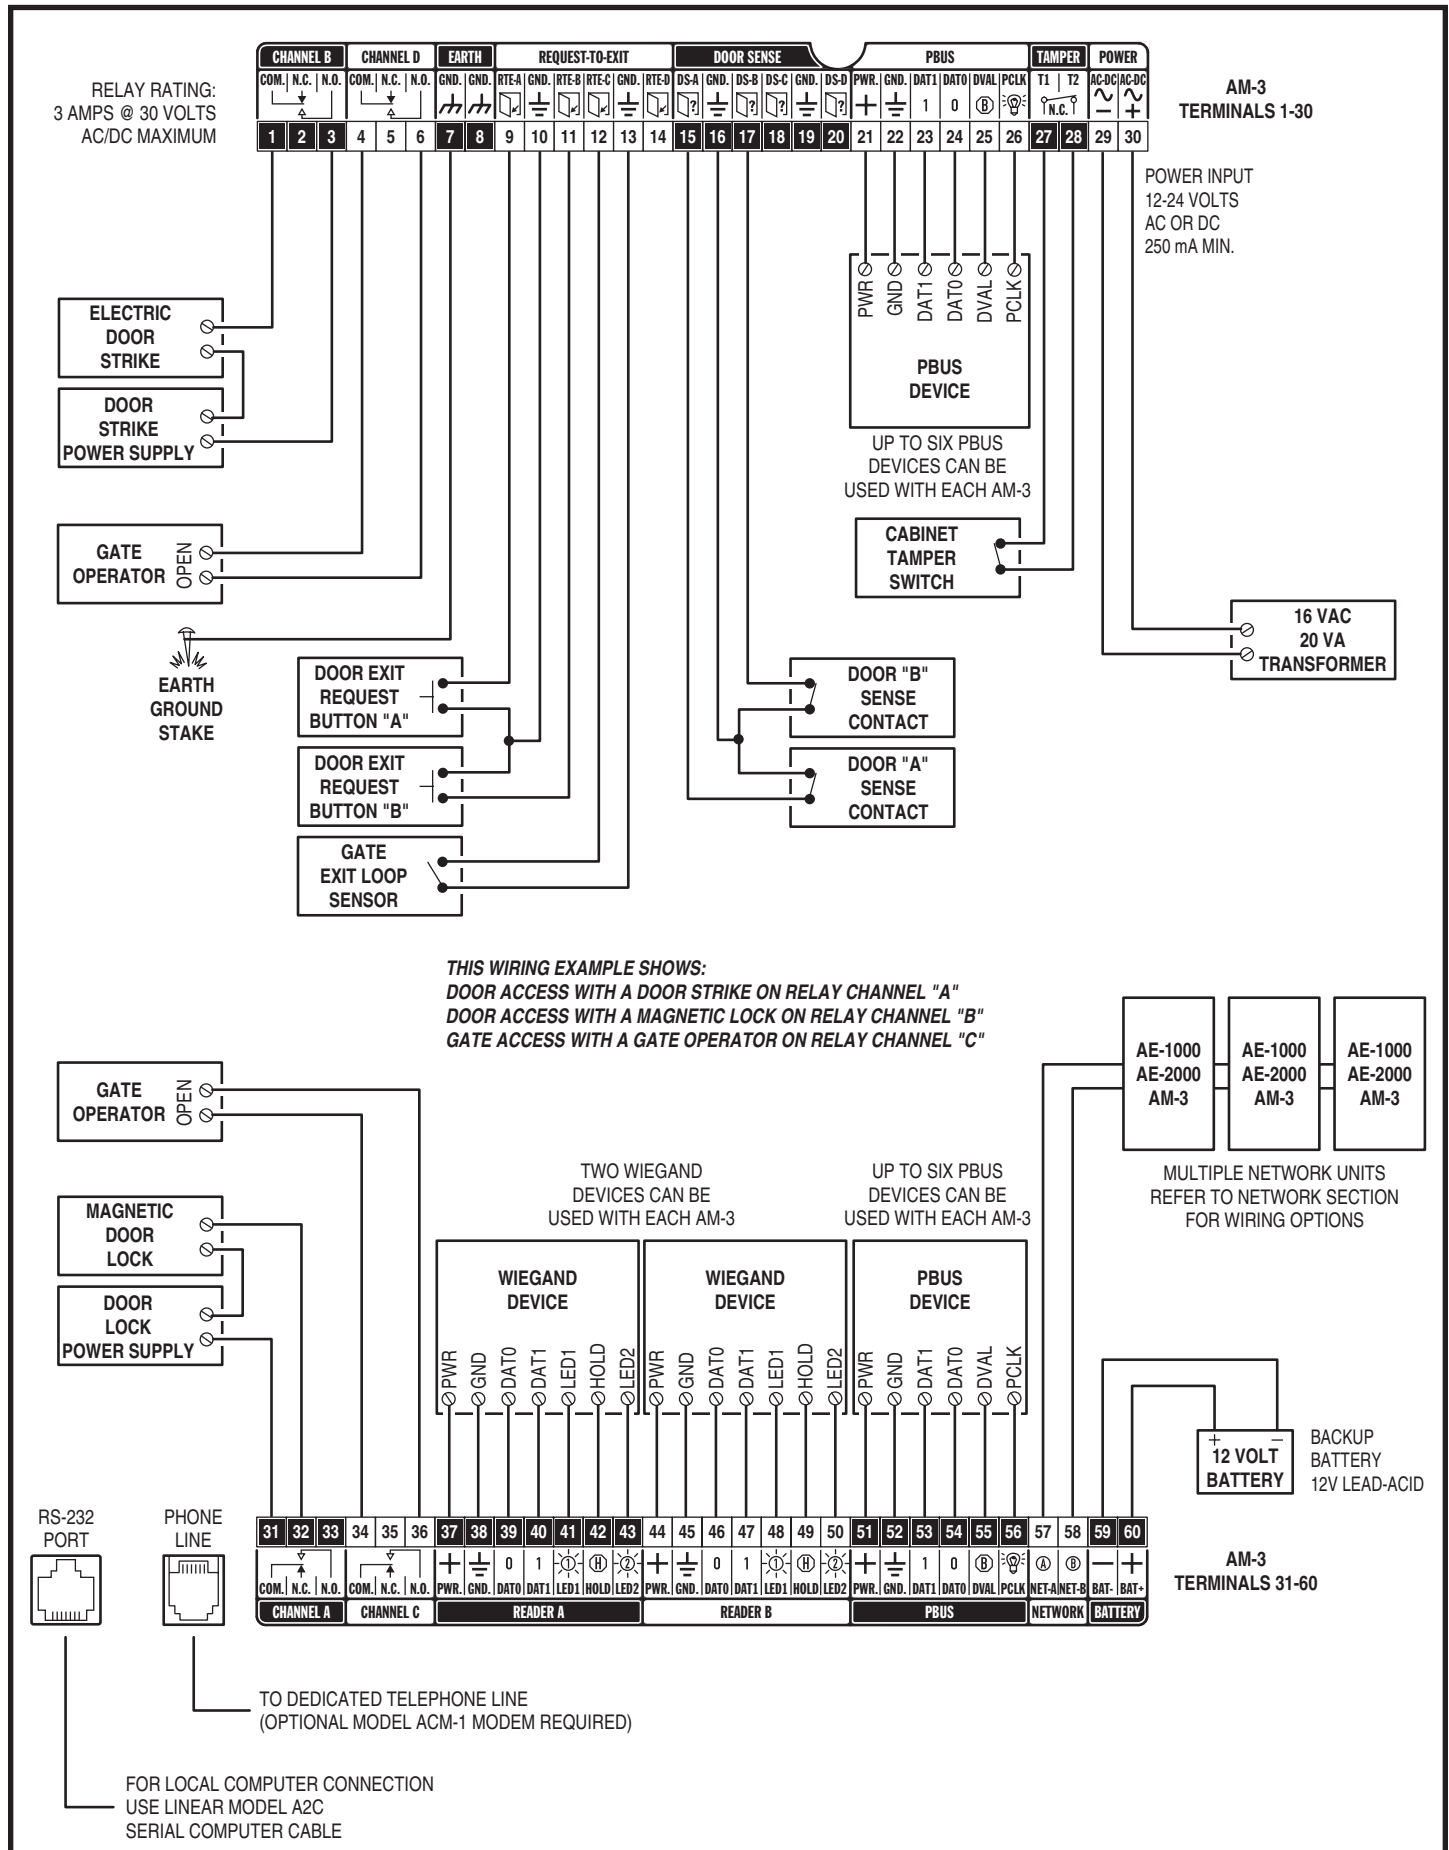 CHANNEL B CHANNEL D EARTH REQUEST-TO-EXIT DOOR SENSE PBUS TAMPER POWER
COM. N.C. N.O. COM. N.C. N.O. GND. GND. RTE-A GND. RTE-B RTE-C GND. RTE-D DS-A GND. DS-B DS-C GND. DS-D PWR. GND. DAT1 DAT0 DVAL PCLK T1 T2 AC-DC AC-DC
? ? ? ? + 1 0 B N.C. − +
1 2 3 4 5 6 7 8 9 10 11 12 13 14 15 16 17 18 19 20 21 22 23 24 25 26 27 28 29 30
RELAY RATING:
3 AMPS @ 30 VOLTS
AC/DC MAXIMUM
AM-3
TERMINALS 1-30
POWER INPUT
12-24 VOLTS
AC OR DC
250 mA MIN.
PWR GND DAT1 DAT0 DVAL PCLK
PBUS
DEVICE
UP TO SIX PBUS
DEVICES CAN BE
USED WITH EACH AM-3
ELECTRIC
DOOR
STRIKE
DOOR
STRIKE
POWER SUPPLY
GATE
OPERATOR
OPEN
CABINET
TAMPER
SWITCH
16 VAC
20 VA
TRANSFORMER
EARTH
GROUND
STAKE
DOOR EXIT
REQUEST
BUTTON "A"
DOOR EXIT
REQUEST
BUTTON "B"
GATE
EXIT LOOP
SENSOR
DOOR "B"
SENSE
CONTACT
DOOR "A"
SENSE
CONTACT
THIS WIRING EXAMPLE SHOWS:
DOOR ACCESS WITH A DOOR STRIKE ON RELAY CHANNEL "A"
DOOR ACCESS WITH A MAGNETIC LOCK ON RELAY CHANNEL "B"
GATE ACCESS WITH A GATE OPERATOR ON RELAY CHANNEL "C"
AE-1000
AE-2000
AM-3
AE-1000
AE-2000
AM-3
AE-1000
AE-2000
AM-3
MULTIPLE NETWORK UNITS
REFER TO NETWORK SECTION
FOR WIRING OPTIONS
GATE
OPERATOR
OPEN
MAGNETIC
DOOR
LOCK
DOOR
LOCK
POWER SUPPLY
TWO WIEGAND
DEVICES CAN BE
USED WITH EACH AM-3
UP TO SIX PBUS
DEVICES CAN BE
USED WITH EACH AM-3
WIEGAND
DEVICE
PWR GND DAT0 DAT1 LED1 HOLD LED2
WIEGAND
DEVICE
PWR GND DAT0 DAT1 LED1 HOLD LED2
PBUS
DEVICE
PWR GND DAT1 DAT0 DVAL PCLK
+ −
12 VOLT
BATTERY
BACKUP
BATTERY
12V LEAD-ACID
RS-232
PORT
PHONE
LINE
31 32 33 34 35 36 37 38 39 40 41 42 43 44 45 46 47 48 49 50 51 52 53 54 55 56 57 58 59 60
+ 0 1 1 H 2 + 0 1 1 H 2 + 1 0 B A B − +
COM. N.C. N.O. COM. N.C. N.O. PWR. GND. DAT0 DAT1 LED1 HOLD LED2 PWR. GND. DAT0 DAT1 LED1 HOLD LED2 PWR. GND. DAT1 DAT0 DVAL PCLK NET-A NET-B BAT- BAT+
CHANNEL A CHANNEL C READER A READER B PBUS NETWORK BATTERY
AM-3
TERMINALS 31-60
TO DEDICATED TELEPHONE LINE
(OPTIONAL MODEL ACM-1 MODEM REQUIRED)
FOR LOCAL COMPUTER CONNECTION
USE LINEAR MODEL A2C
SERIAL COMPUTER CABLE